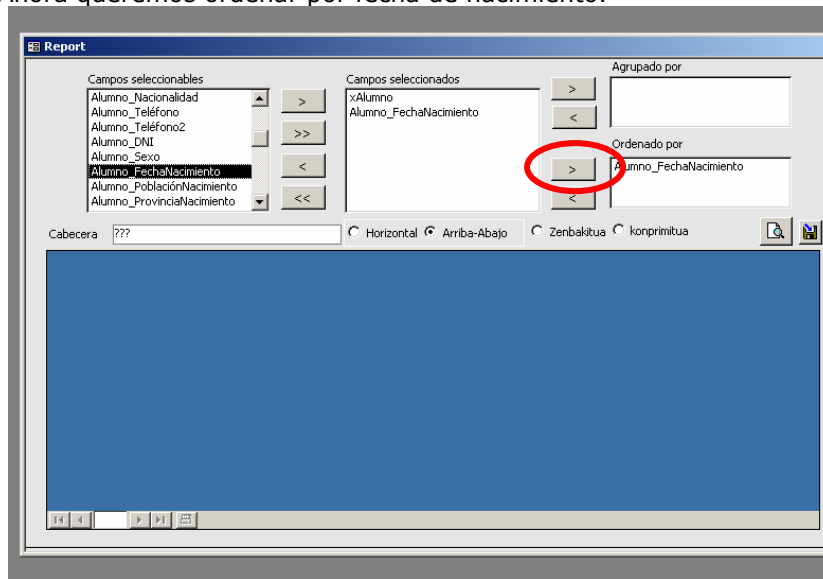 Ahora queremos ordenar por fecha de nacimiento.
Report
Campos seleccionables
Alumno_Nacionalidad
Alumno_Teléfono
Alumno_Teléfono2
Alumno_DNI
Alumno_Sexo
Alumno_FechaNacimiento
Alumno_PoblaciónNacimiento
Alumno_ProvinciaNacimiento
>
>>
<
<<
Campos seleccionados
xAlumno
Alumno_FechaNacimiento
>
<
Agrupado por
Ordenado por
>
<
Alumno_FechaNacimiento
Cabecera ???
Horizontal Arriba-Abajo Zenbakitua konprimitua